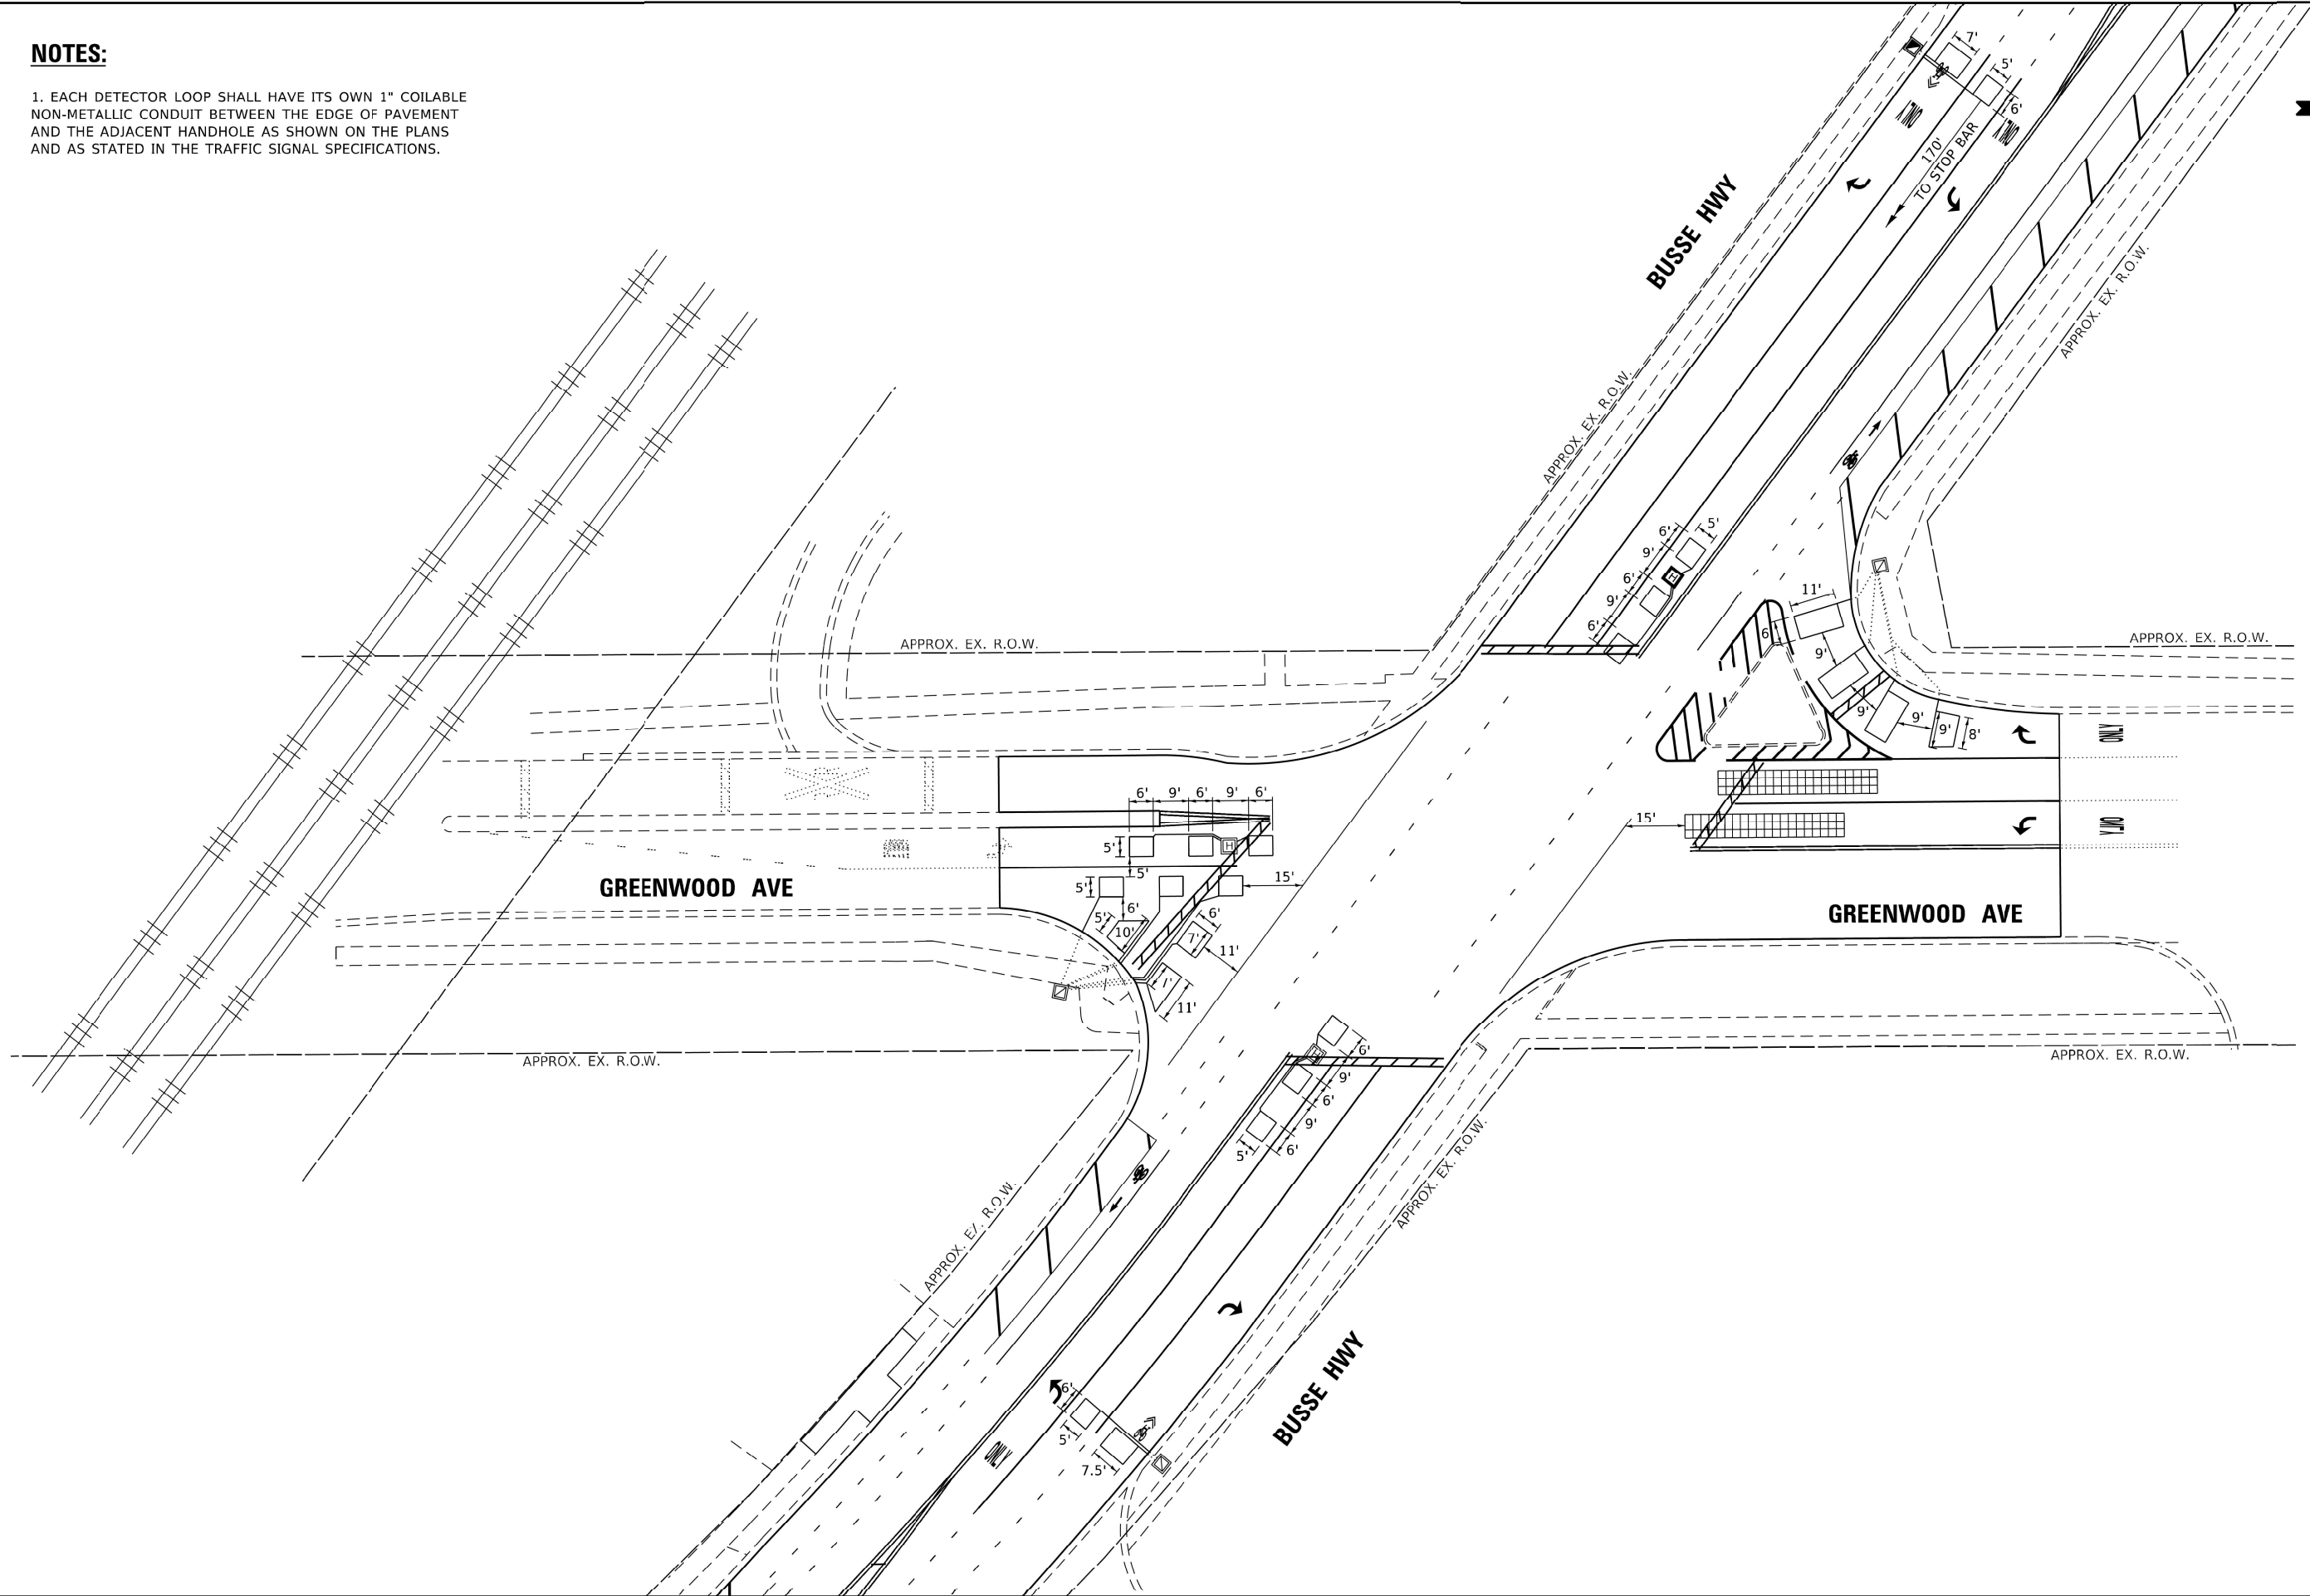 NOTES:
1. EACH DETECTOR LOOP SHALL HAVE ITS OWN 1" COILABLE
NON-METALLIC CONDUIT BETWEEN THE EDGE OF PAVEMENT
AND THE ADJACENT HANDHOLE AS SHOWN ON THE PLANS
AND AS STATED IN THE TRAFFIC SIGNAL SPECIFICATIONS.
7'
5'
6'
ONLY
ONLY
170'
TO STOP BAR
BUSSE HWY
APPROX. EX. R.O.W.
APPROX. EX. R.O.W.
5'
6'
9'
6'
9'
6'
11'
6'
9'
9'
9'
9'
8'
APPROX. EX. R.O.W.
APPROX. EX. R.O.W.
ONLY
ONLY
6' 9' 6' 9' 6'
H
H
5'
5'
5'
15'
15'
GREENWOOD AVE
GREENWOOD AVE
6'
5'
10'
6'
7'
11'
11'
APPROX. EX. R.O.W.
APPROX. EX. R.O.W.
H
6'
9'
6'
9'
6'
5'
APPROX. EX. R.O.W.
R.O.W.
BUSSE HWY
6'
5'
7.5'
ONLY